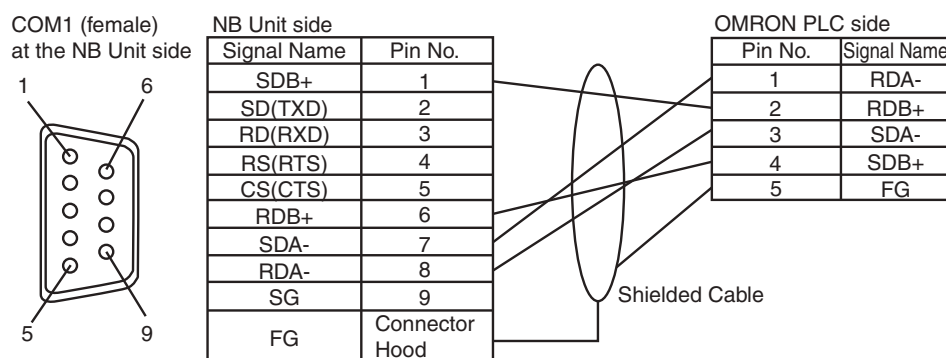 COM1 (female)
at the NB Unit side
1 6
5 9
NB Unit side
Signal Name Pin No.
SDB+ 1
SD(TXD) 2
RD(RXD) 3
RS(RTS) 4
CS(CTS) 5
RDB+ 6
SDA- 7
RDA- 8
SG 9
FG Connector
Hood
Shielded Cable
OMRON PLC side
Pin No. Signal Name
1 RDA-
2 RDB+
3 SDA-
4 SDB+
5 FG